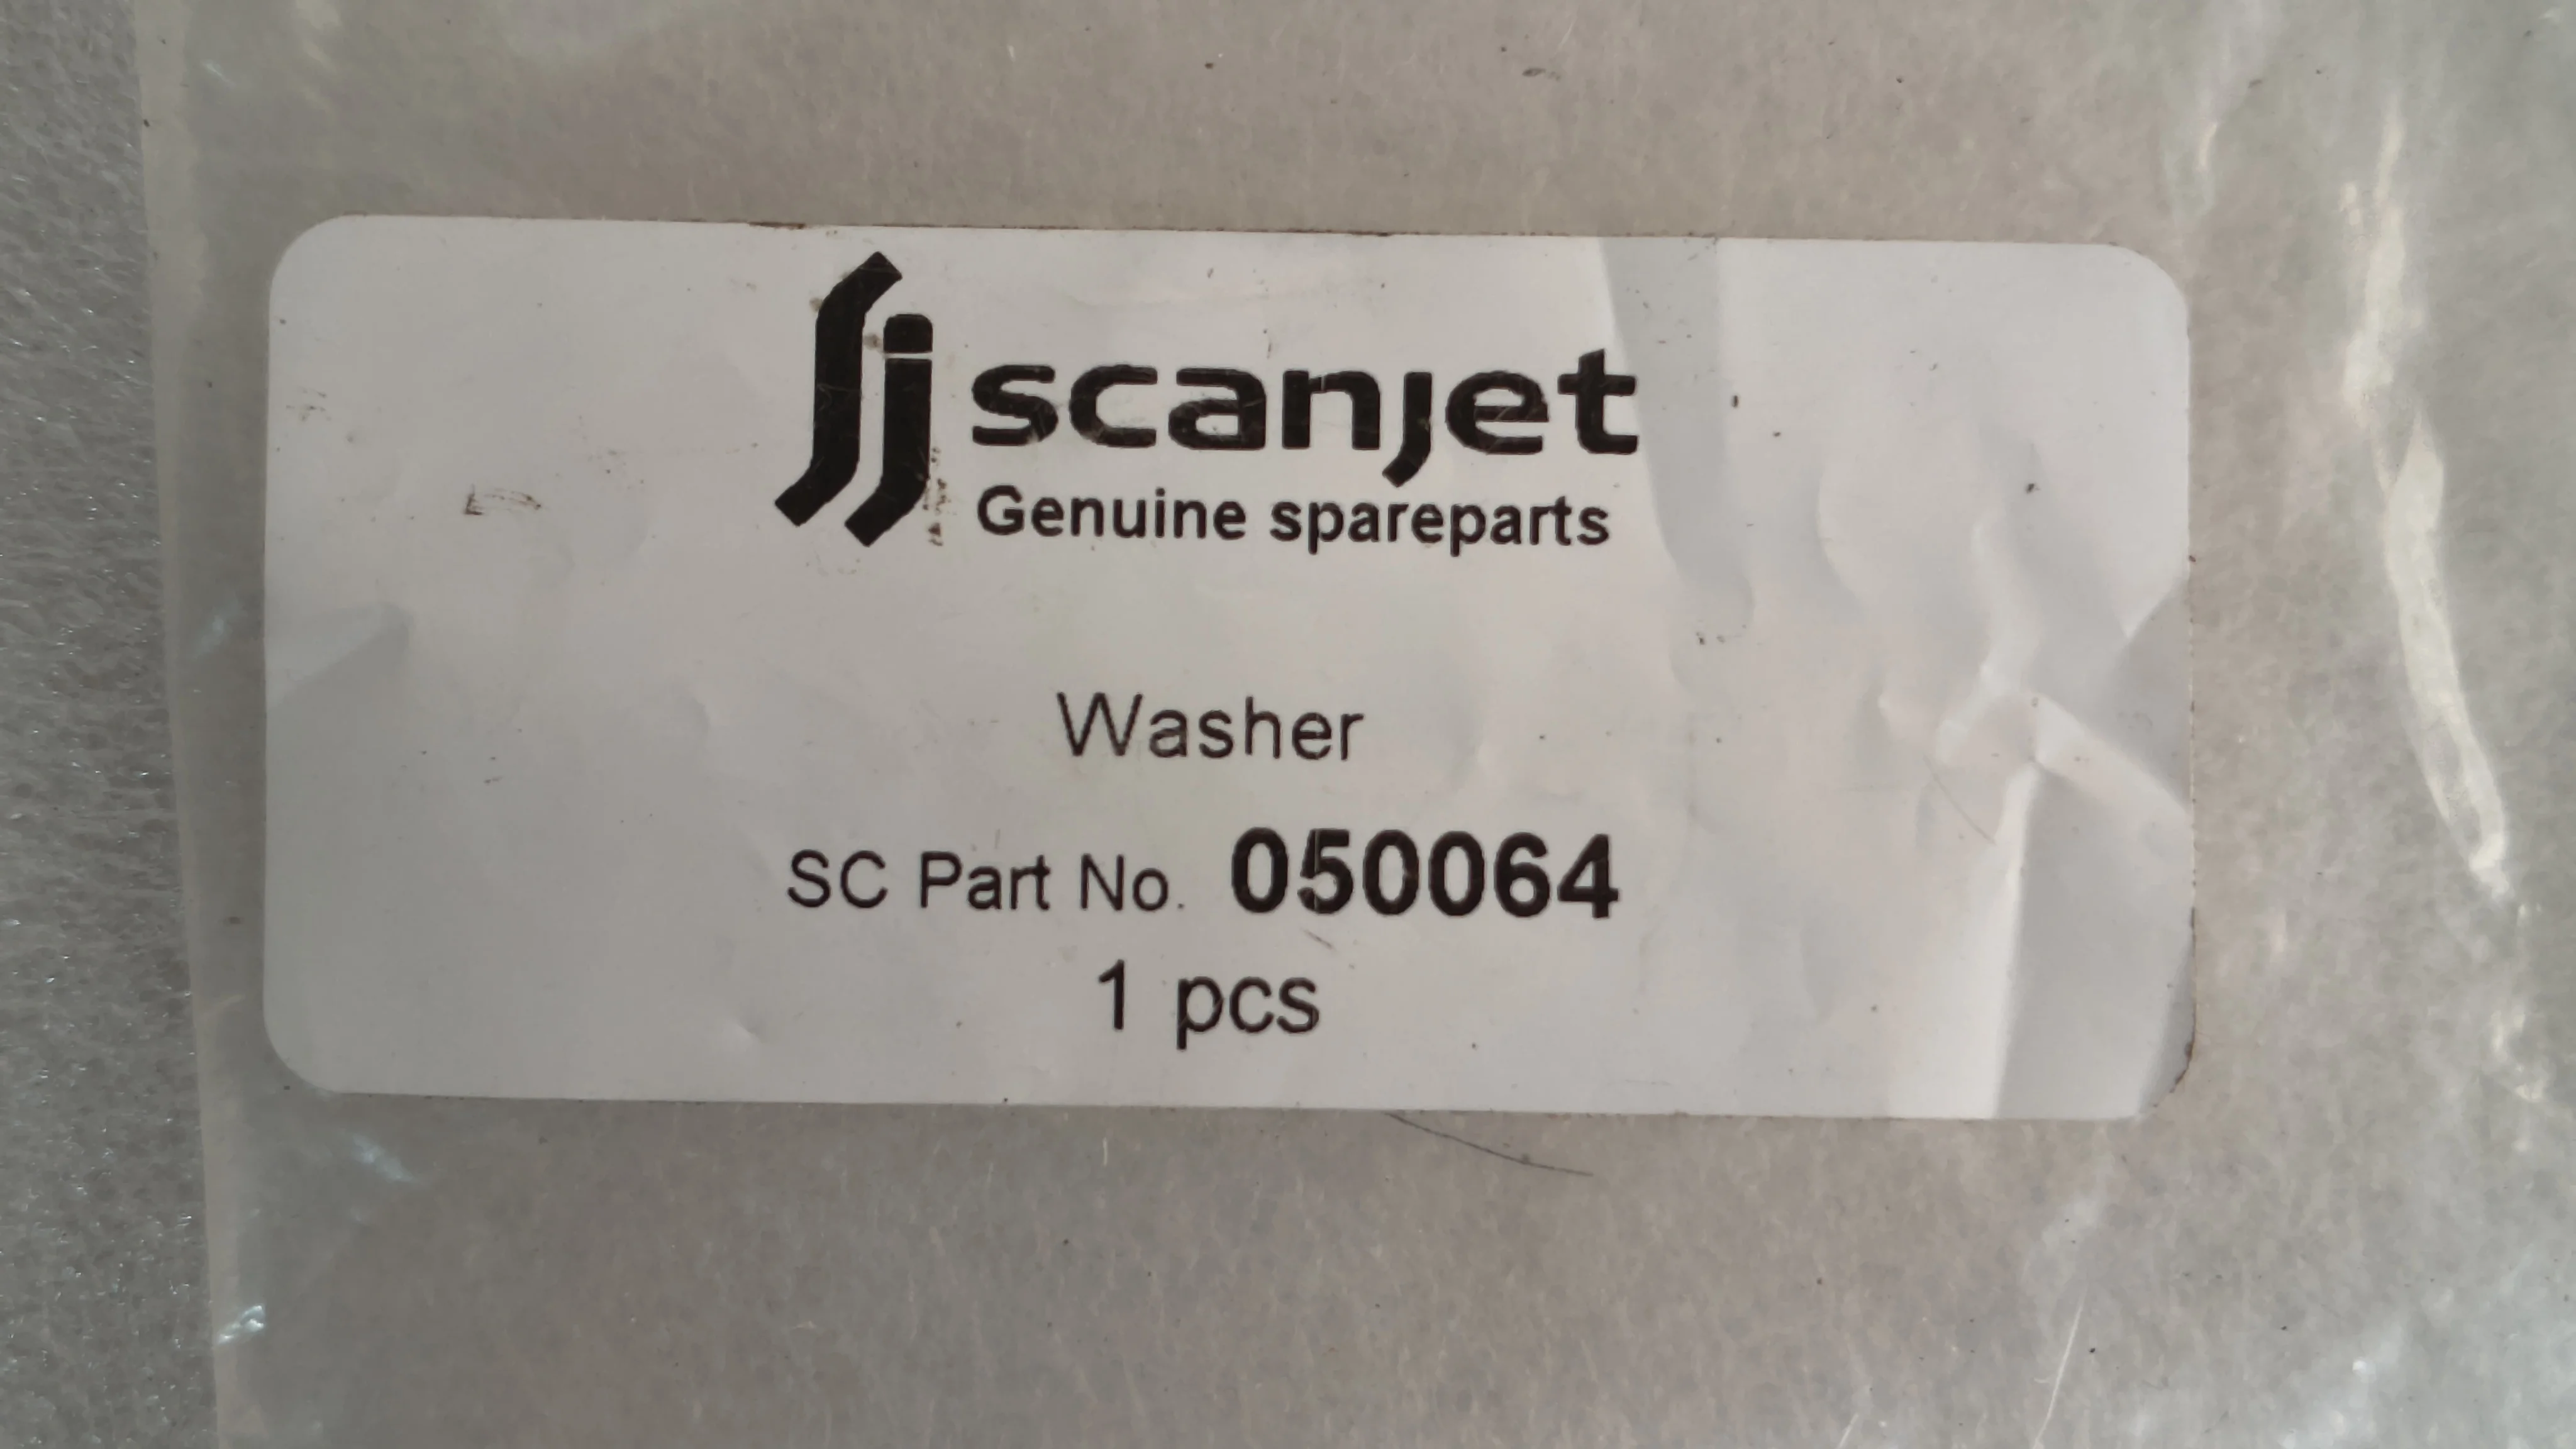 scanjet
Genuine spareparts
Washer
SC Part No. 050064
1 pcs